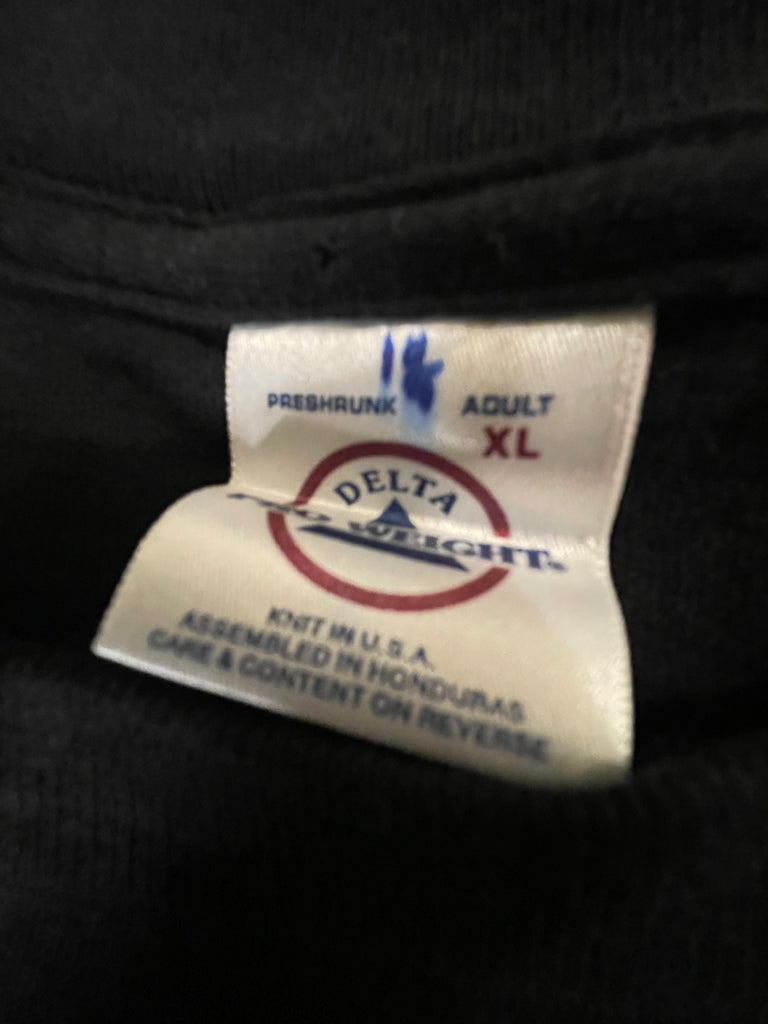 PRESHRUNK ADULT
XL
DELTA
PRO WEIGHT
KNIT IN U.S.A.
ASSEMBLED IN HONDURAS
CARE & CONTENT ON REVERSE